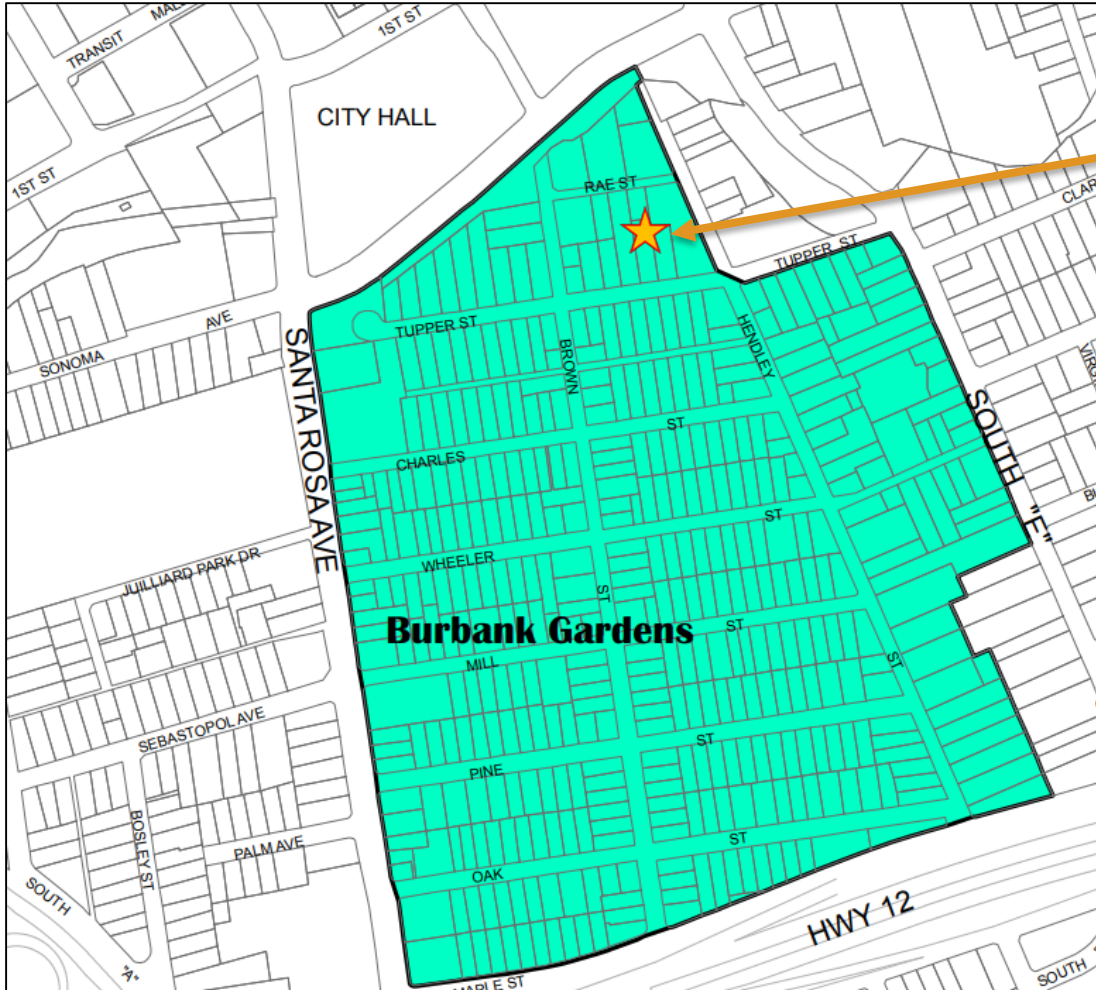 MALL
TRANSIT
1ST ST
CITY HALL
1ST ST
RAE ST
CLAR
TUPPER ST
AVE
TUPPER ST
SONOMA
SANTA ROSA AVE
BROWN
HENDLEY
VIRG
SOUTH "E"
ST
CHARLES
ST
JUILLIARD PARK DR
WHEELER
ST
Burbank Gardens
ST
MILL
ST
SEBASTOPOL AVE
PINE
ST
BOSLEY ST
PALM AVE
ST
OAK
SOUTH "A"
HWY 12
MAPLE ST
SOUTH